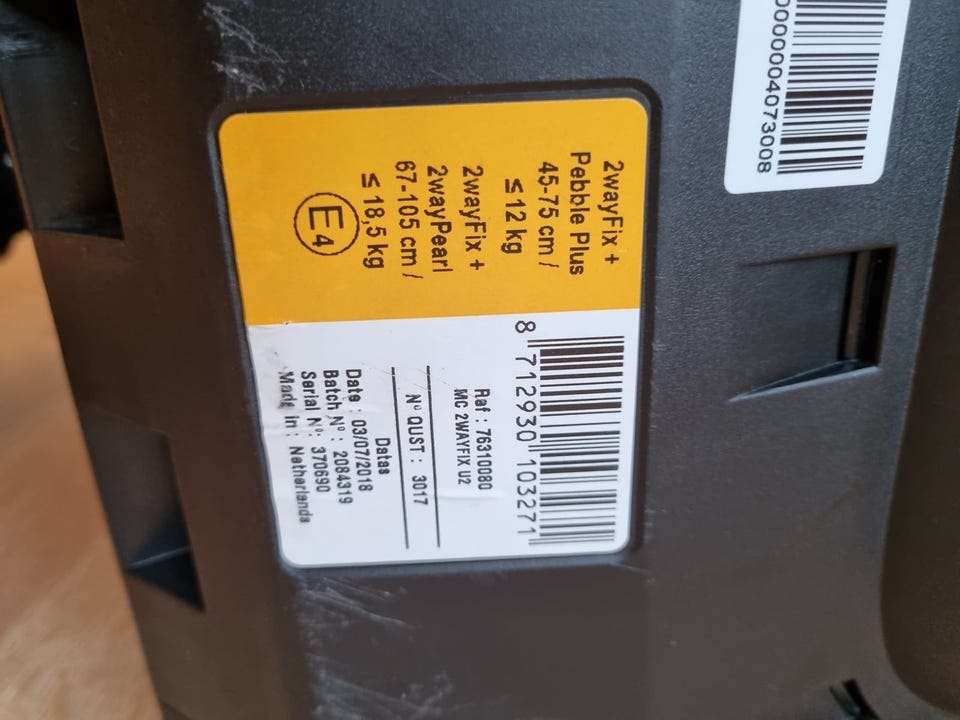 2wayFix +
Pebble Plus
45-75 cm /
≤12 kg
2wayFix +
2wayPearl
67-105 cm /
≤18,5 kg
E4
8 712930 103271
Ref : 76310080
MC 2WAYFIX U2
N° QUST : 3017
Datas
Date : 03/07/2018
Batch N° : 2084319
Serial N°: 370690
Made in : Netherlands
0000004073008